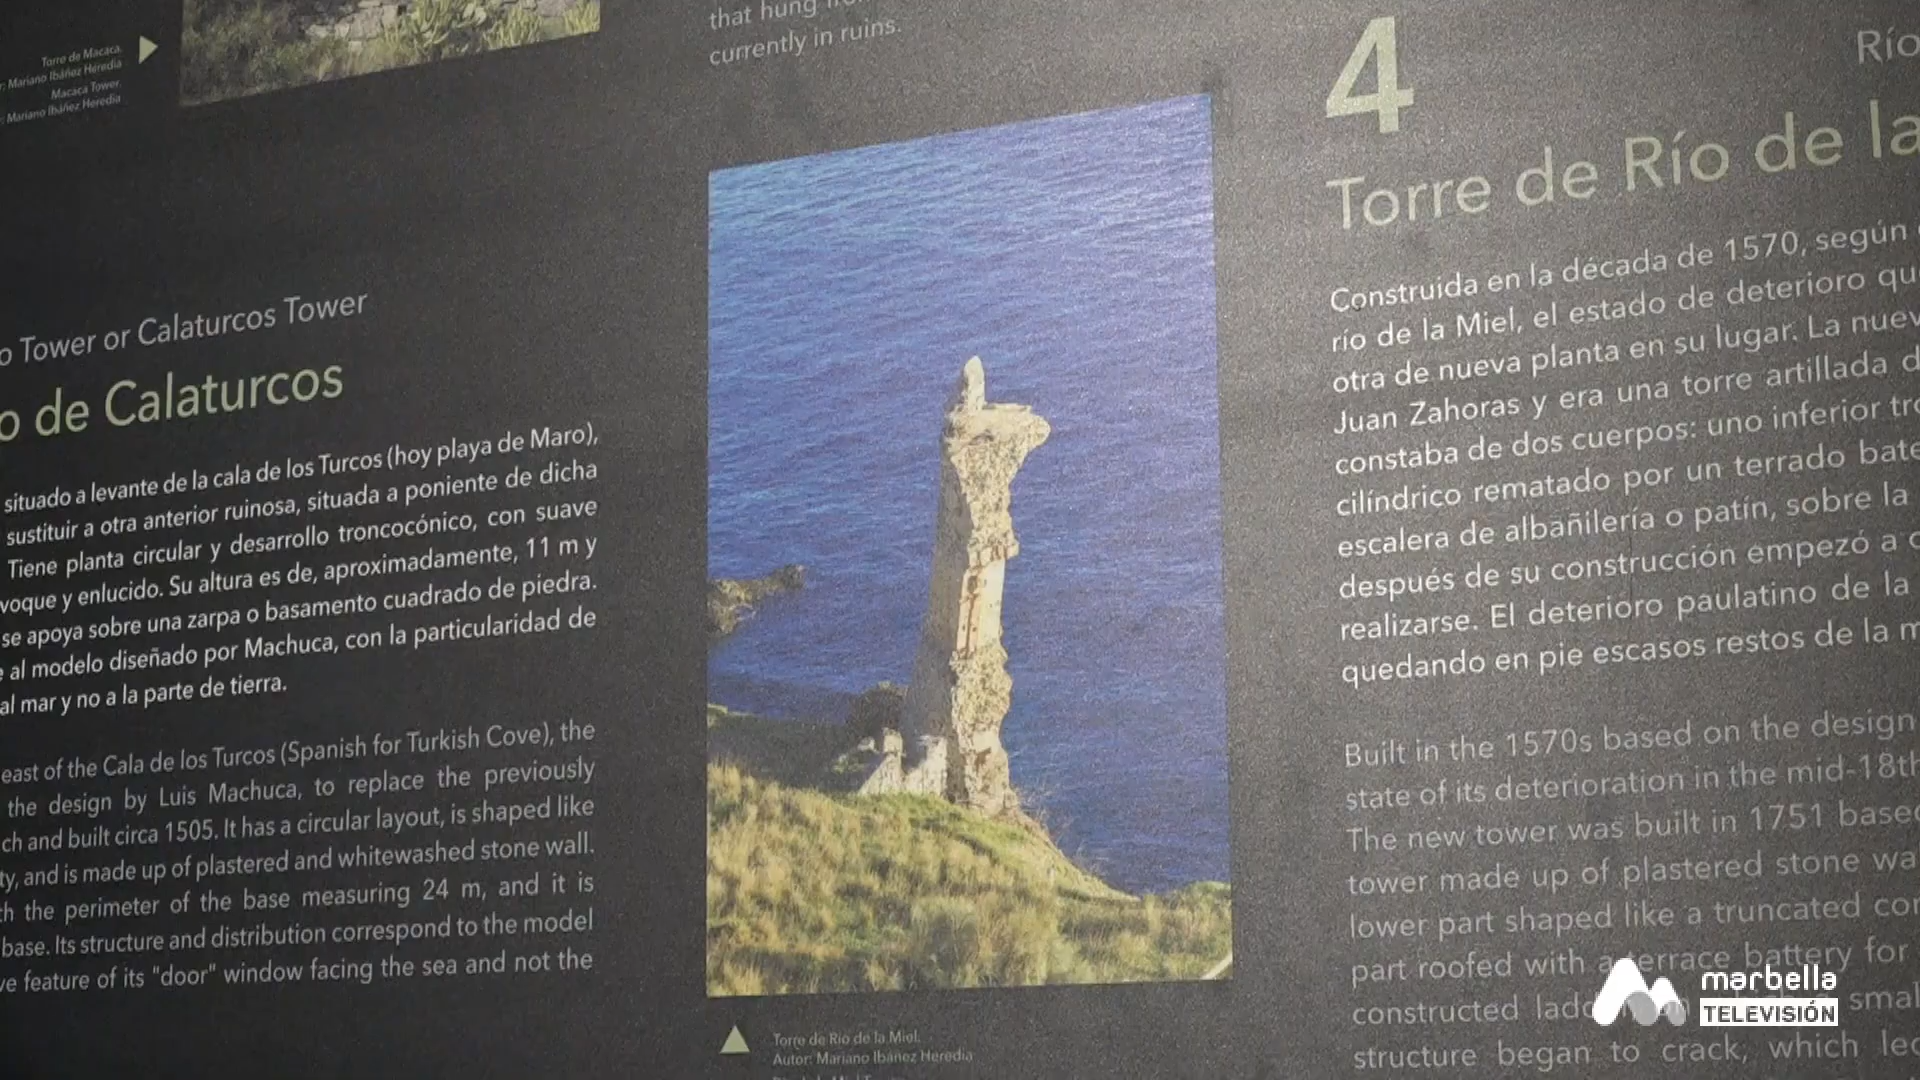 Torre de Macaca.
Mariano Ibáñez Heredia
Macaca Tower.
Mariano Ibáñez Heredia
that hung
currently in ruins.
o Tower or Calaturcos Tower
o de Calaturcos
situado a levante de la cala de los Turcos (hoy playa de Maro),
sustituir a otra anterior ruinosa, situada a poniente de dicha
Tiene planta circular y desarrollo troncocónico, con suave
voque y enlucido. Su altura es de, aproximadamente, 11 m y
se apoya sobre una zarpa o basamento cuadrado de piedra.
e al modelo diseñado por Machuca, con la particularidad de
al mar y no a la parte de tierra.
east of the Cala de los Turcos (Spanish for Turkish Cove), the
the design by Luis Machuca, to replace the previously
ch and built circa 1505. It has a circular layout, is shaped like
ty, and is made up of plastered and whitewashed stone wall.
th the perimeter of the base measuring 24 m, and it is
base. Its structure and distribution correspond to the model
ve feature of its "door" window facing the sea and not the
Torre de Río de la Miel.
Autor: Mariano Ibáñez Heredia
4
Río
Torre de Río de la
Construida en la década de 1570, según
río de la Miel, el estado de deterioro qu
otra de nueva planta en su lugar. La nuev
Juan Zahoras y era una torre artillada d
constaba de dos cuerpos: uno inferior tro
cilíndrico rematado por un terrado bate
escalera de albañilería o patín, sobre la
después de su construcción empezó a
realizarse. El deterioro paulatino de la
quedando en pie escasos restos de la m
Built in the 1570s based on the design
state of its deterioration in the mid-18th
The new tower was built in 1751 based
tower made up of plastered stone wa
lower part shaped like a truncated con
part roofed with a terrace battery for
constructed smal
structure began to crack, which led
marbella
TELEVISIÓN